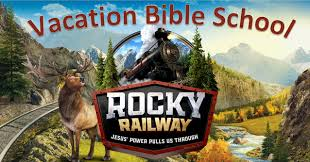 Vacation Bible School
ROCKY
RAILWAY
JESUS' POWER PULLS US THROUGH